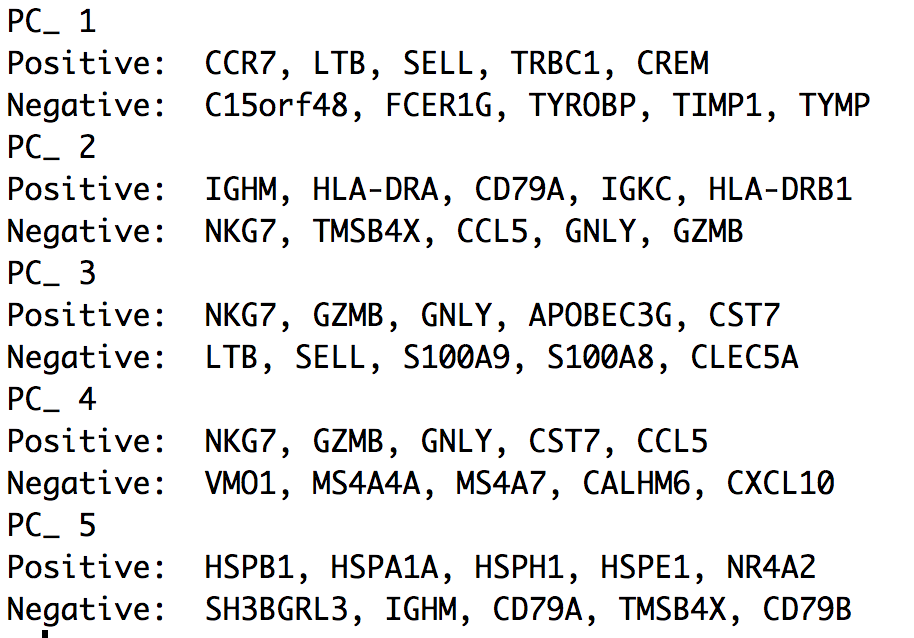 PC_ 1
Positive:  CCR7, LTB, SELL, TRBC1, CREM
Negative:  C15orf48, FCER1G, TYROBP, TIMP1, TYMP
PC_ 2
Positive:  IGHM, HLA-DRA, CD79A, IGKC, HLA-DRB1
Negative:  NKG7, TMSB4X, CCL5, GNLY, GZMB
PC_ 3
Positive:  NKG7, GZMB, GNLY, APOBEC3G, CST7
Negative:  LTB, SELL, S100A9, S100A8, CLEC5A
PC_ 4
Positive:  NKG7, GZMB, GNLY, CST7, CCL5
Negative:  VMO1, MS4A4A, MS4A7, CALHM6, CXCL10
PC_ 5
Positive:  HSPB1, HSPA1A, HSPH1, HSPE1, NR4A2
Negative:  SH3BGRL3, IGHM, CD79A, TMSB4X, CD79B